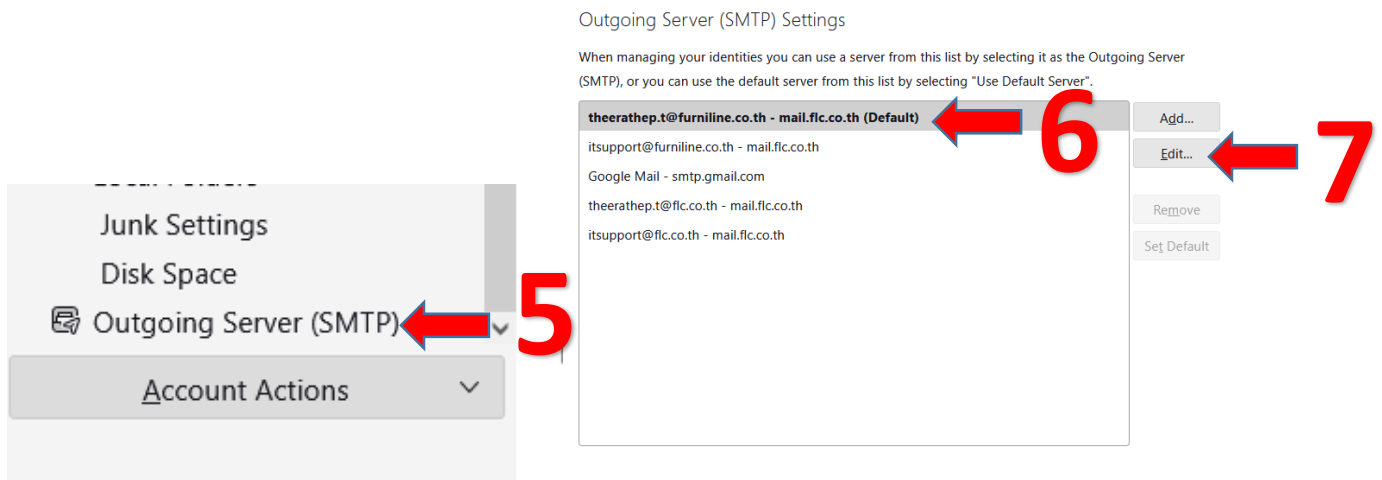 Junk Settings
Disk Space
Outgoing Server (SMTP)
5
Account Actions
Outgoing Server (SMTP) Settings
When managing your identities you can use a server from this list by selecting it as the Outgoing Server
(SMTP), or you can use the default server from this list by selecting "Use Default Server".
theerathep.t@furniline.co.th - mail.flc.co.th (Default)
6
itsupport@furniline.co.th - mail.flc.co.th
Google Mail - smtp.gmail.com
theerathep.t@flc.co.th - mail.flc.co.th
itsupport@flc.co.th - mail.flc.co.th
Add...
Edit...
7
Remove
Set Default